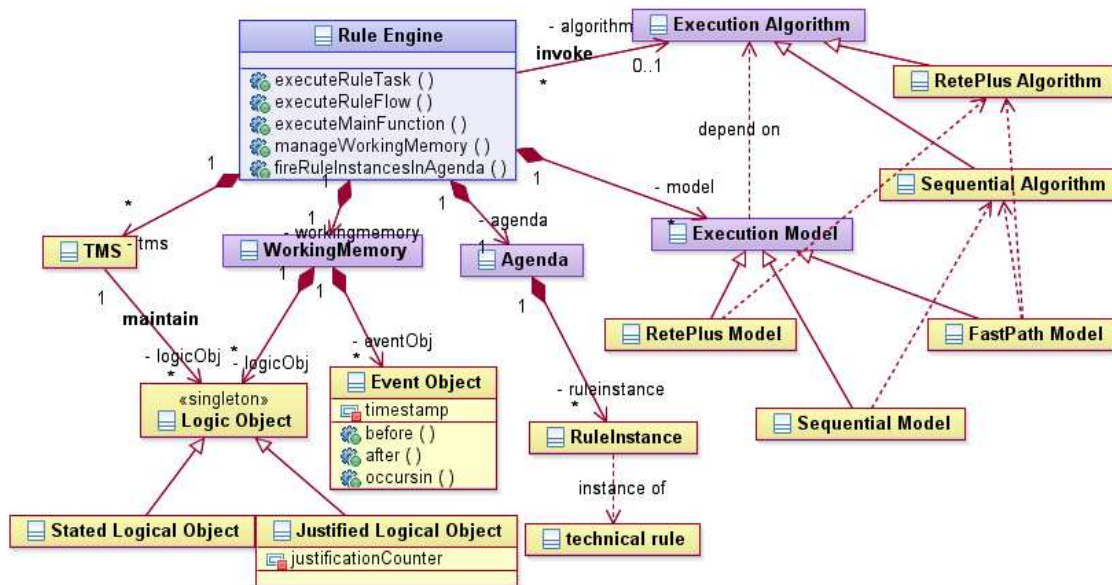 Rule Engine
executeRuleTask ( )
executeRuleFlow ( )
executeMainFunction ( )
manageWorkingMemory ( )
fireRuleInstancesInAgenda ( )
- algorithm
invoke
*
0..1
Execution Algorithm
RetePlus Algorithm
depend on
Sequential Algorithm
1
1
1
1
*
- tms
1
- workingmemory
- agenda
1
- model
*
TMS
WorkingMemory
Agenda
Execution Model
1
1
1
1
maintain
RetePlus Model
FastPath Model
- logicObj
*
*
- logicObj
- eventObj
*
«singleton»
Logic Object
Event Object
timestamp
before ( )
after ( )
occursin ( )
- ruleinstance
*
RuleInstance
Sequential Model
instance of
technical rule
Stated Logical Object
Justified Logical Object
justificationCounter